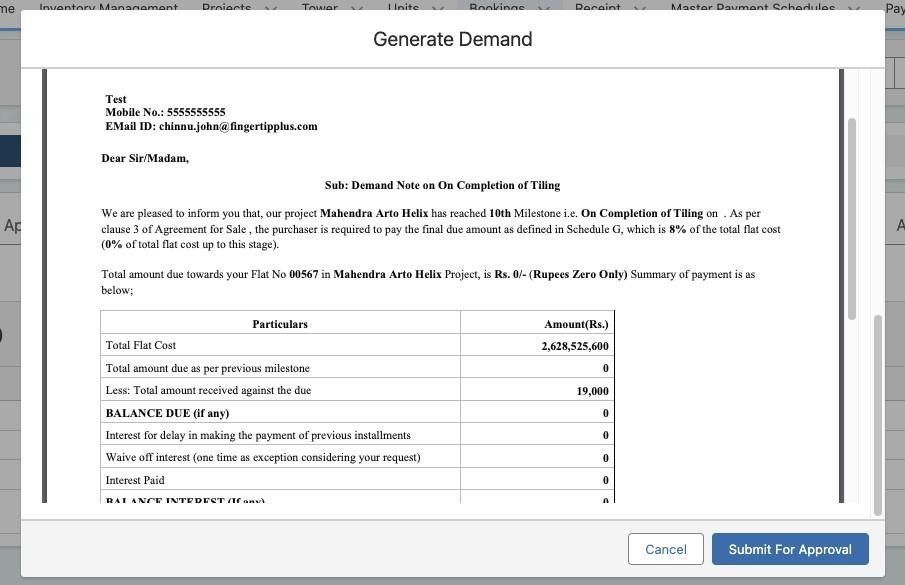 me Inventory Management Projects Tower Units Bookings Receipt Master Payment Schedules Pay
Generate Demand
Test
Mobile No.: 5555555555
EMail ID: chinnu.john@fingertipplus.com
Dear Sir/Madam,
Sub: Demand Note on On Completion of Tiling
We are pleased to inform you that, our project Mahendra Arto Helix has reached 10th Milestone i.e. On Completion of Tiling on . As per
clause 3 of Agreement for Sale , the purchaser is required to pay the final due amount as defined in Schedule G, which is 8% of the total flat cost
(0% of total flat cost up to this stage).
Total amount due towards your Flat No 00567 in Mahendra Arto Helix Project, is Rs. 0/- (Rupees Zero Only) Summary of payment is as
below;
Particulars Amount(Rs.)
Total Flat Cost 2,628,525,600
Total amount due as per previous milestone 0
Less: Total amount received against the due 19,000
BALANCE DUE (if any) 0
Interest for delay in making the payment of previous installments 0
Waive off interest (one time as exception considering your request) 0
Interest Paid 0
BALANCE INTEREST (If any) 0
Ap
A
Cancel Submit For Approval